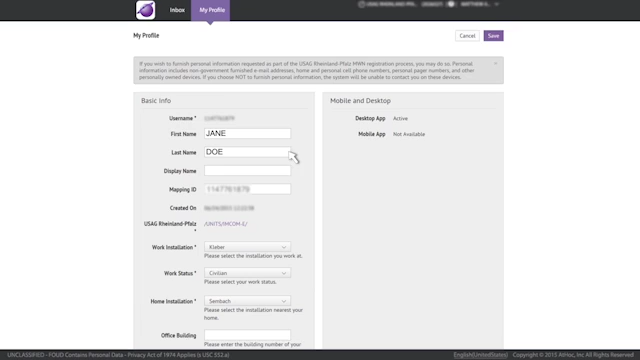 Inbox
My Profile
My Profile
Cancel
Save
If you wish to furnish personal information requested as part of the USAG Rheinland-Pfalz MWN registration process, you may do so. Personal
information includes non-government furnished e-mail addresses, home and personal cell phone numbers, personal pager numbers, and other
personally owned devices. If you choose NOT to furnish personal information, the system will be unable to contact you on these devices.
Basic Info
Username *
First Name JANE
Last Name DOE
Display Name
Mapping ID
Created On
USAG Rheinland-Pfalz /UNITS/IMCOM-E/
*
Work Installation * Kleber
Please select the installation you work at.
Work Status * Civilian
Please select your work status.
Home Installation * Sembach
Please select the installation nearest your
home.
Office Building
Please enter the building number of your
Mobile and Desktop
Desktop App Active
Mobile App Not Available
UNCLASSIFIED - FOUO Contains Personal Data - Privacy Act of 1974 Applies (s USC 552.a)
English(United States) | Copyright © 2015 AtHoc, Inc All Rights Reserved